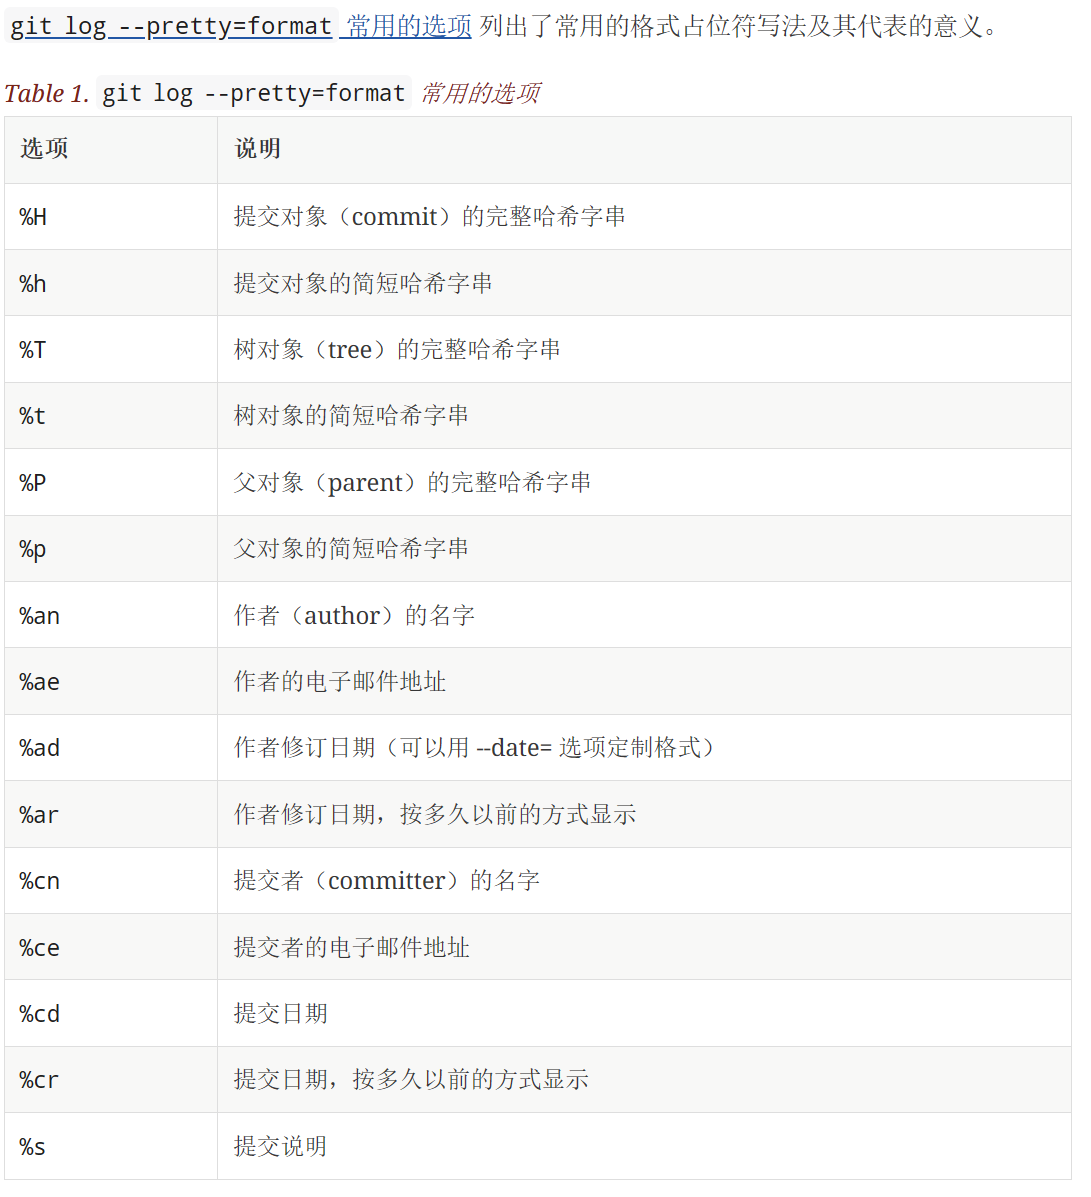 git log --pretty=format 常用的选项 列出了常用的格式占位符写法及其代表的意义。
Table 1. git log --pretty=format 常用的选项
选项 说明
%H 提交对象（commit）的完整哈希字串
%h 提交对象的简短哈希字串
%T 树对象（tree）的完整哈希字串
%t 树对象的简短哈希字串
%P 父对象（parent）的完整哈希字串
%p 父对象的简短哈希字串
%an 作者（author）的名字
%ae 作者的电子邮件地址
%ad 作者修订日期（可以用 --date= 选项定制格式）
%ar 作者修订日期，按多久以前的方式显示
%cn 提交者（committer）的名字
%ce 提交者的电子邮件地址
%cd 提交日期
%cr 提交日期，按多久以前的方式显示
%s 提交说明